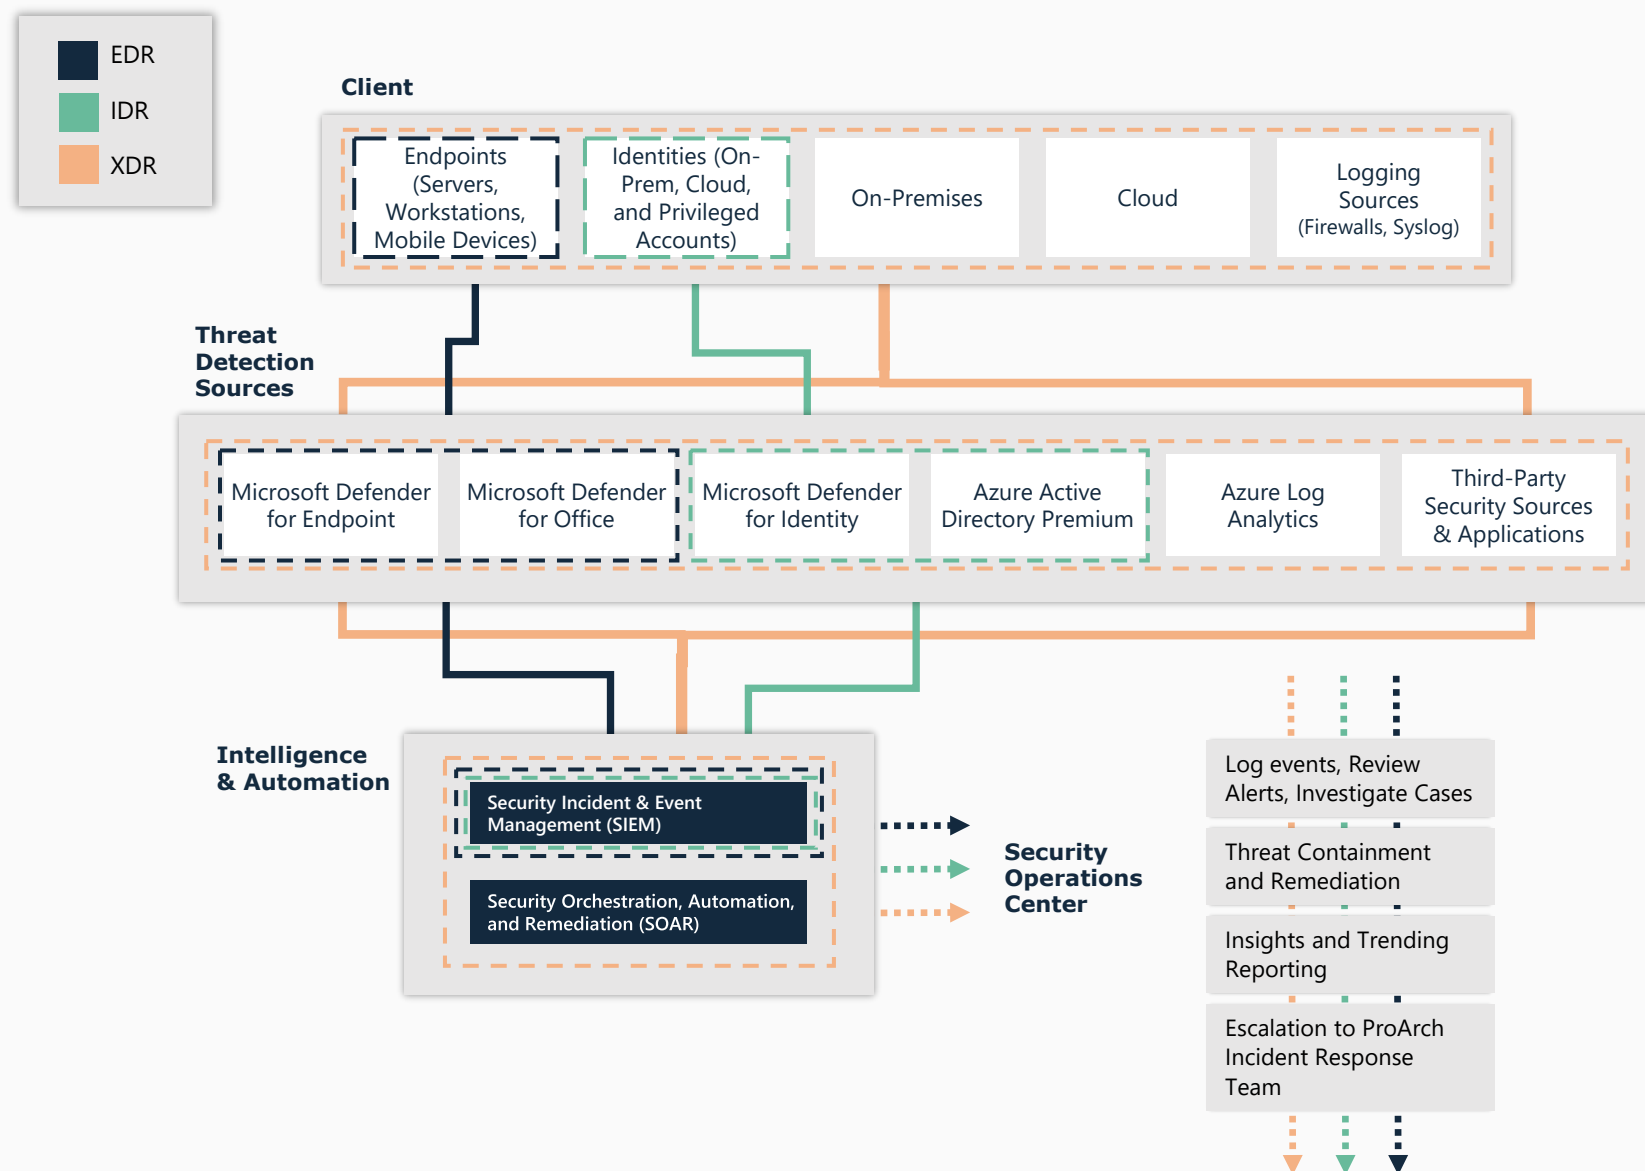 EDR
IDR
XDR
Client
Endpoints
(Servers,
Workstations,
Mobile Devices)
Identities (On-
Prem, Cloud,
and Privileged
Accounts)
On-Premises
Cloud
Logging
Sources
(Firewalls, Syslog)
Threat
Detection
Sources
Microsoft Defender
for Endpoint
Microsoft Defender
for Office
Microsoft Defender
for Identity
Azure Active
Directory Premium
Azure Log
Analytics
Third-Party
Security Sources
& Applications
Intelligence
& Automation
Security Incident & Event
Management (SIEM)
Security Orchestration, Automation,
and Remediation (SOAR)
Security
Operations
Center
Log events, Review
Alerts, Investigate Cases
Threat Containment
and Remediation
Insights and Trending
Reporting
Escalation to ProArch
Incident Response
Team